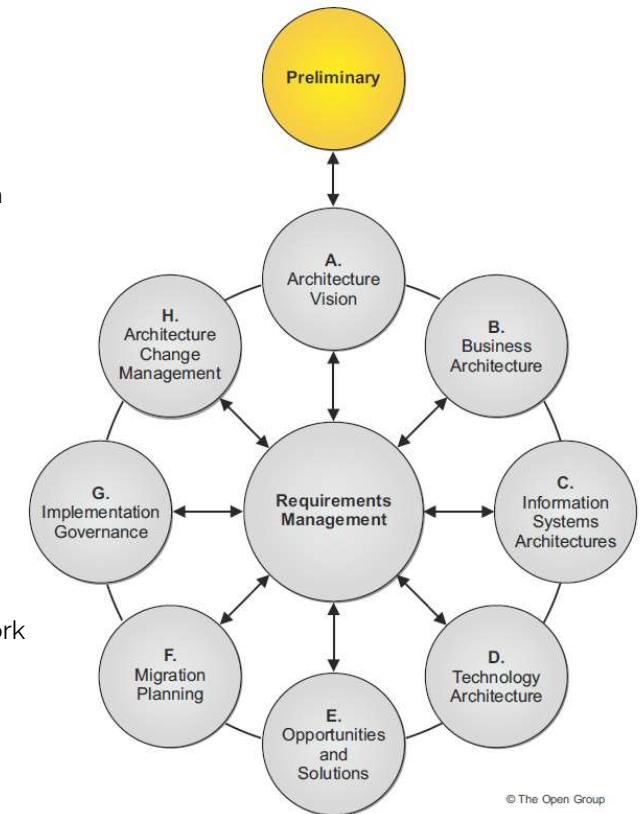 Preliminary
A.
Architecture
Vision
H.
Architecture
Change
Management
B.
Business
Architecture
G.
Implementation
Governance
Requirements
Management
C.
Information
Systems
Architectures
F.
Migration
Planning
D.
Technology
Architecture
E.
Opportunities
and
Solutions
© The Open Group